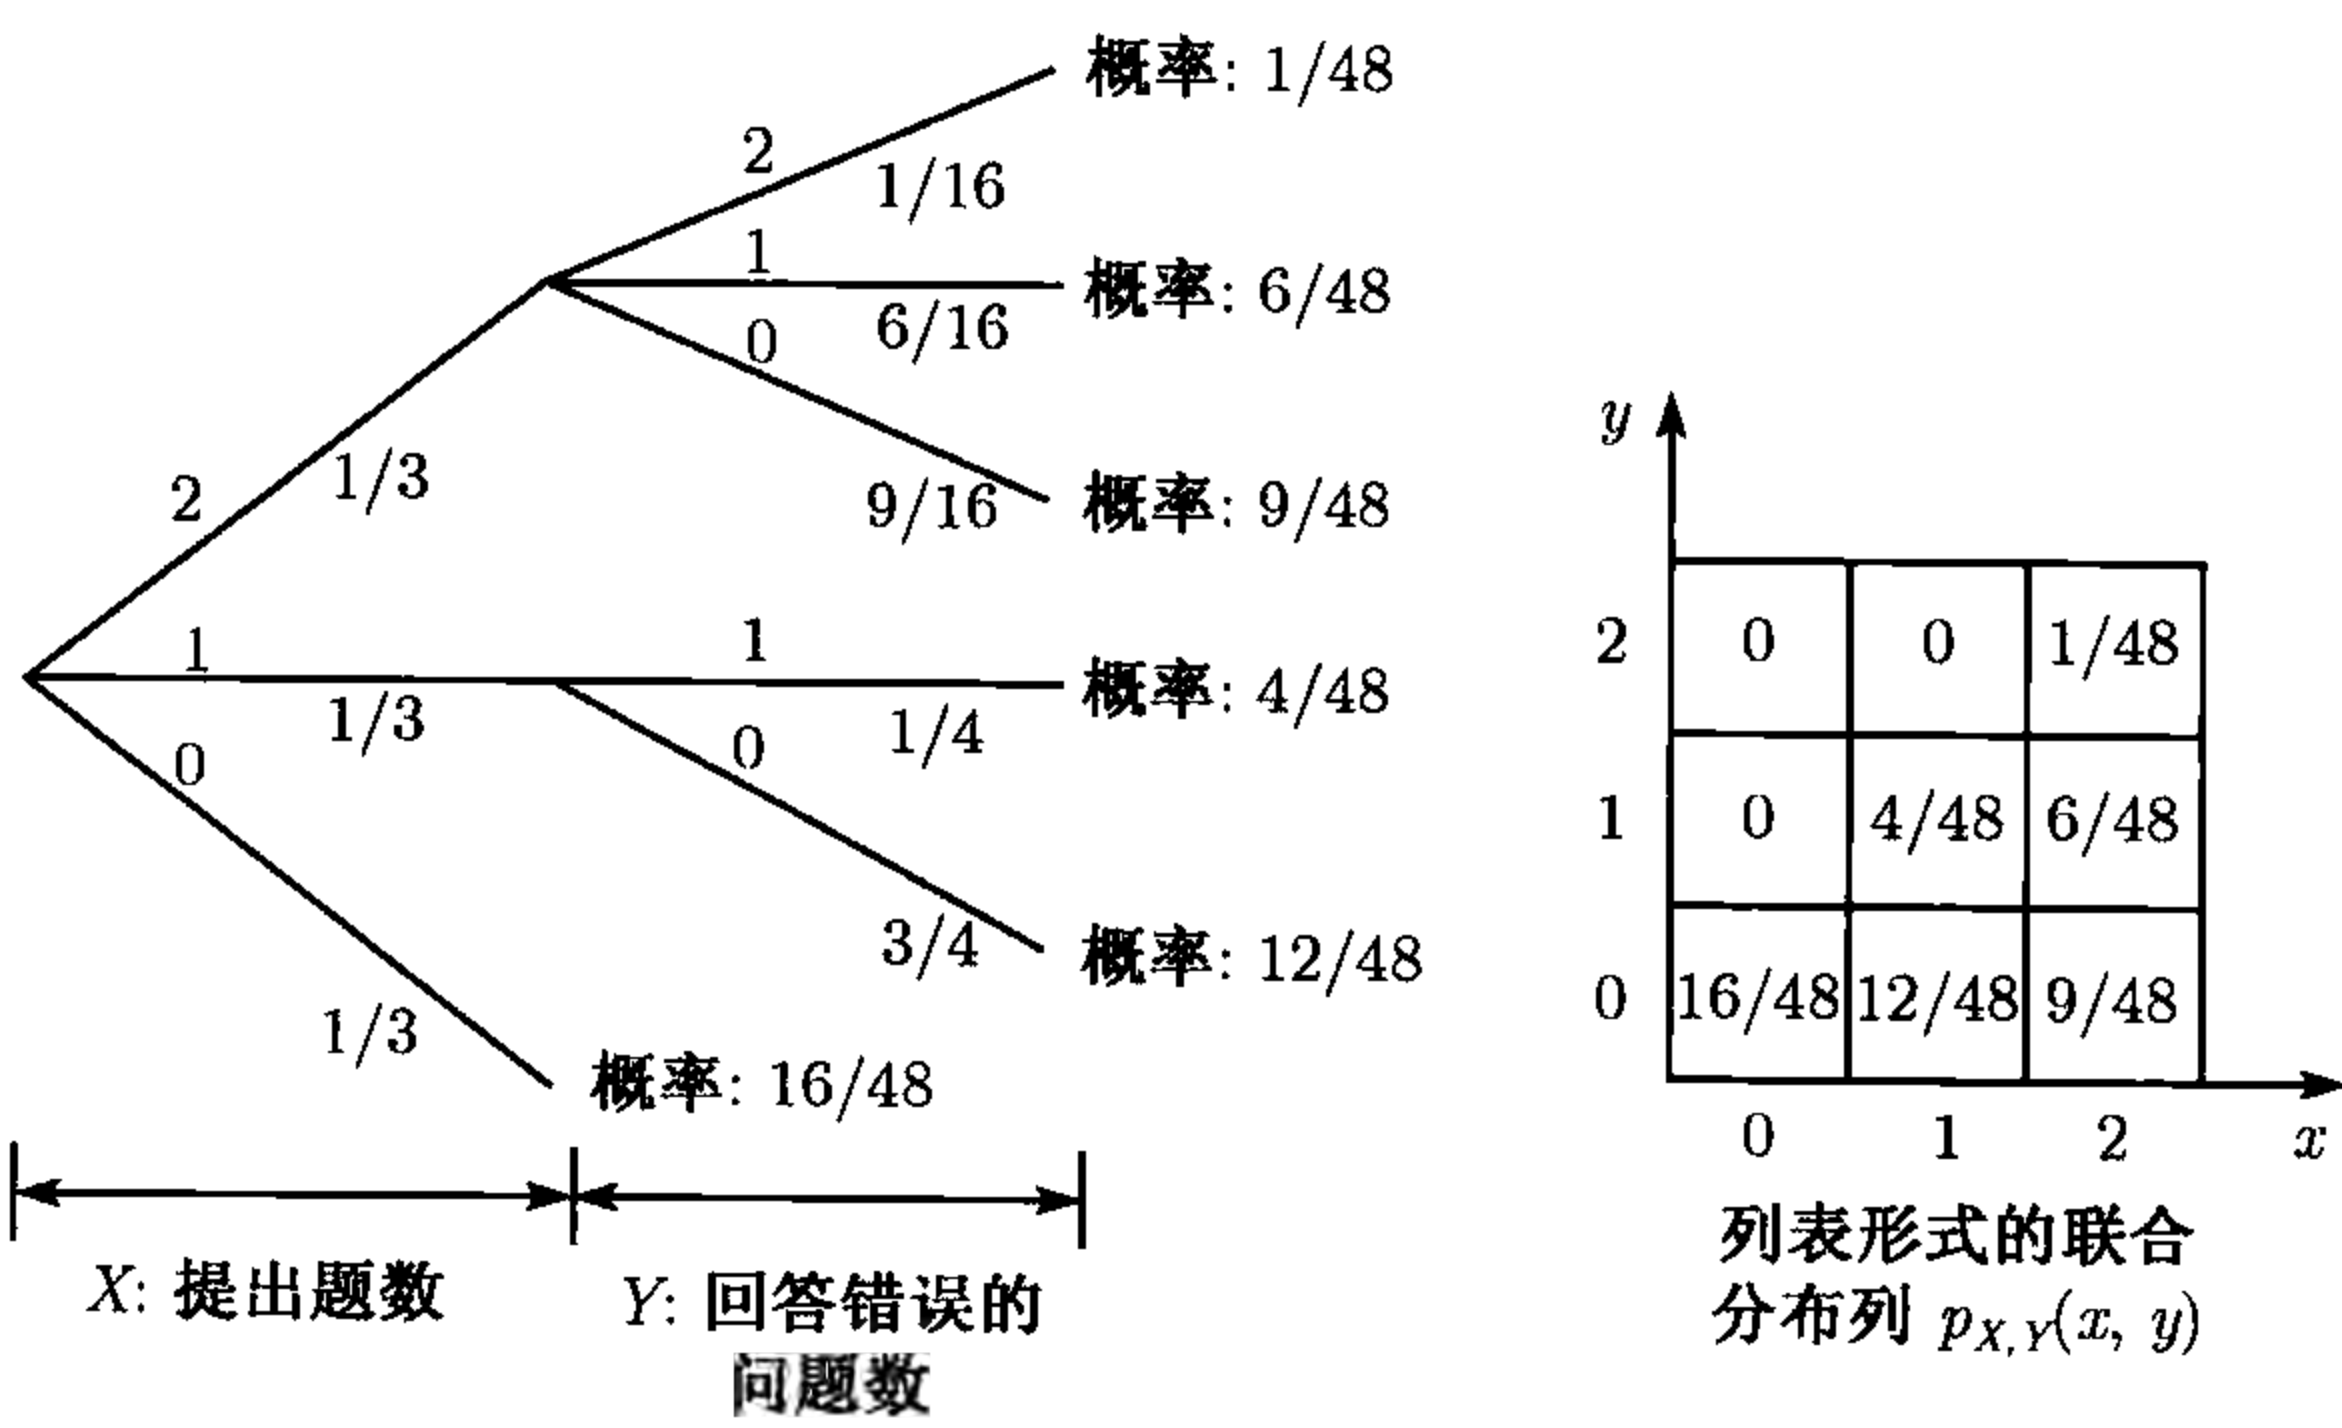 概率: 1/48
2
1/16
1
概率: 6/48
6/16
0
2
1/3
9/16
概率: 9/48
1
1/3
1
概率: 4/48
1/4
0
0
3/4
概率: 12/48
1/3
概率: 16/48
X: 提出题数
Y: 回答错误的
问题数
y
2 0 0 1/48
1 0 4/48 6/48
0 16/48 12/48 9/48
0 1 2 x
列表形式的联合
分布列 pX,Y(x, y)